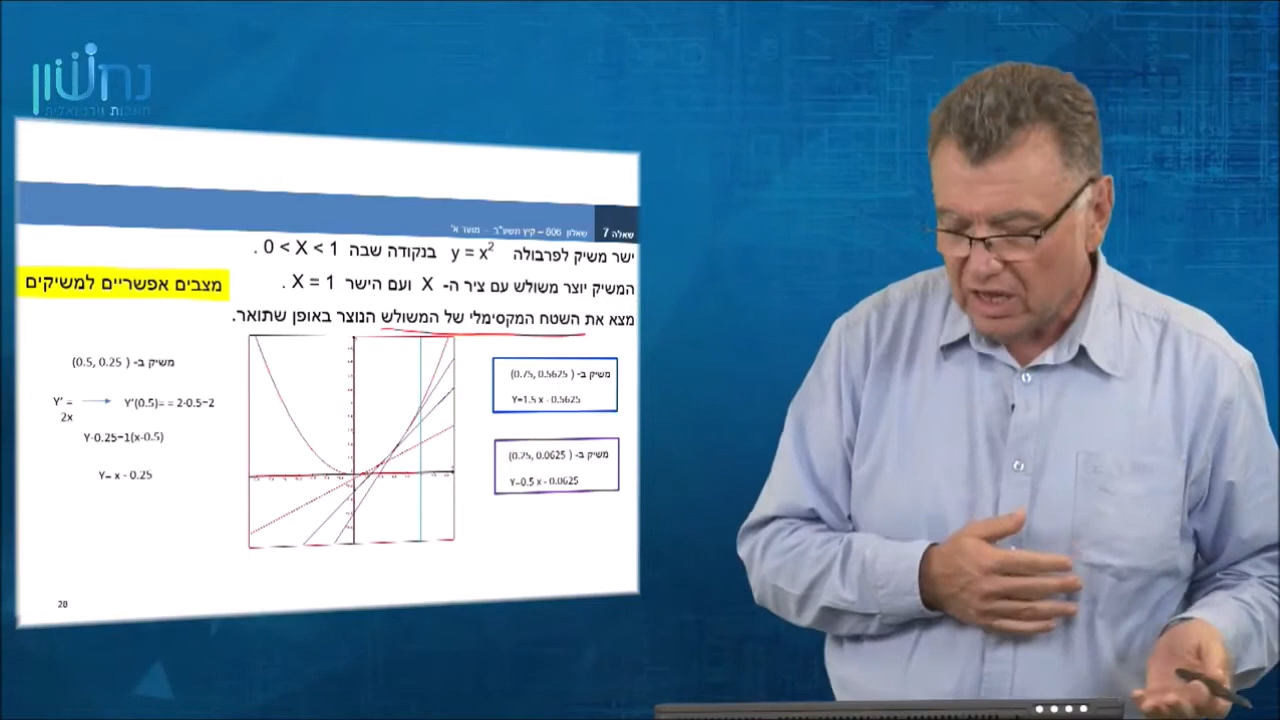 נחשון
חאלות וורטואלית
שאלה 7 שאלון 806 – קיץ תשע"ב - מועד א'
ישר משיק לפרבולה y = x² בנקודה שבה 0 < X < 1 .
המשיק יוצר משולש עם ציר ה- X ועם הישר X = 1 .
מצא את השטח המקסימלי של המשולש הנוצר באופן שתואר.
מצבים אפשריים למשיקים
משיק ב- (0.5, 0.25 )
Y' = 2x
Y'(0.5)= = 2·0.5=2
Y-0.25=1(x-0.5)
Y= x - 0.25
משיק ב- (0.75, 0.5625 )
Y=1.5 x - 0.5625
משיק ב- (0.25, 0.0625 )
Y=0.5 x - 0.0625
20